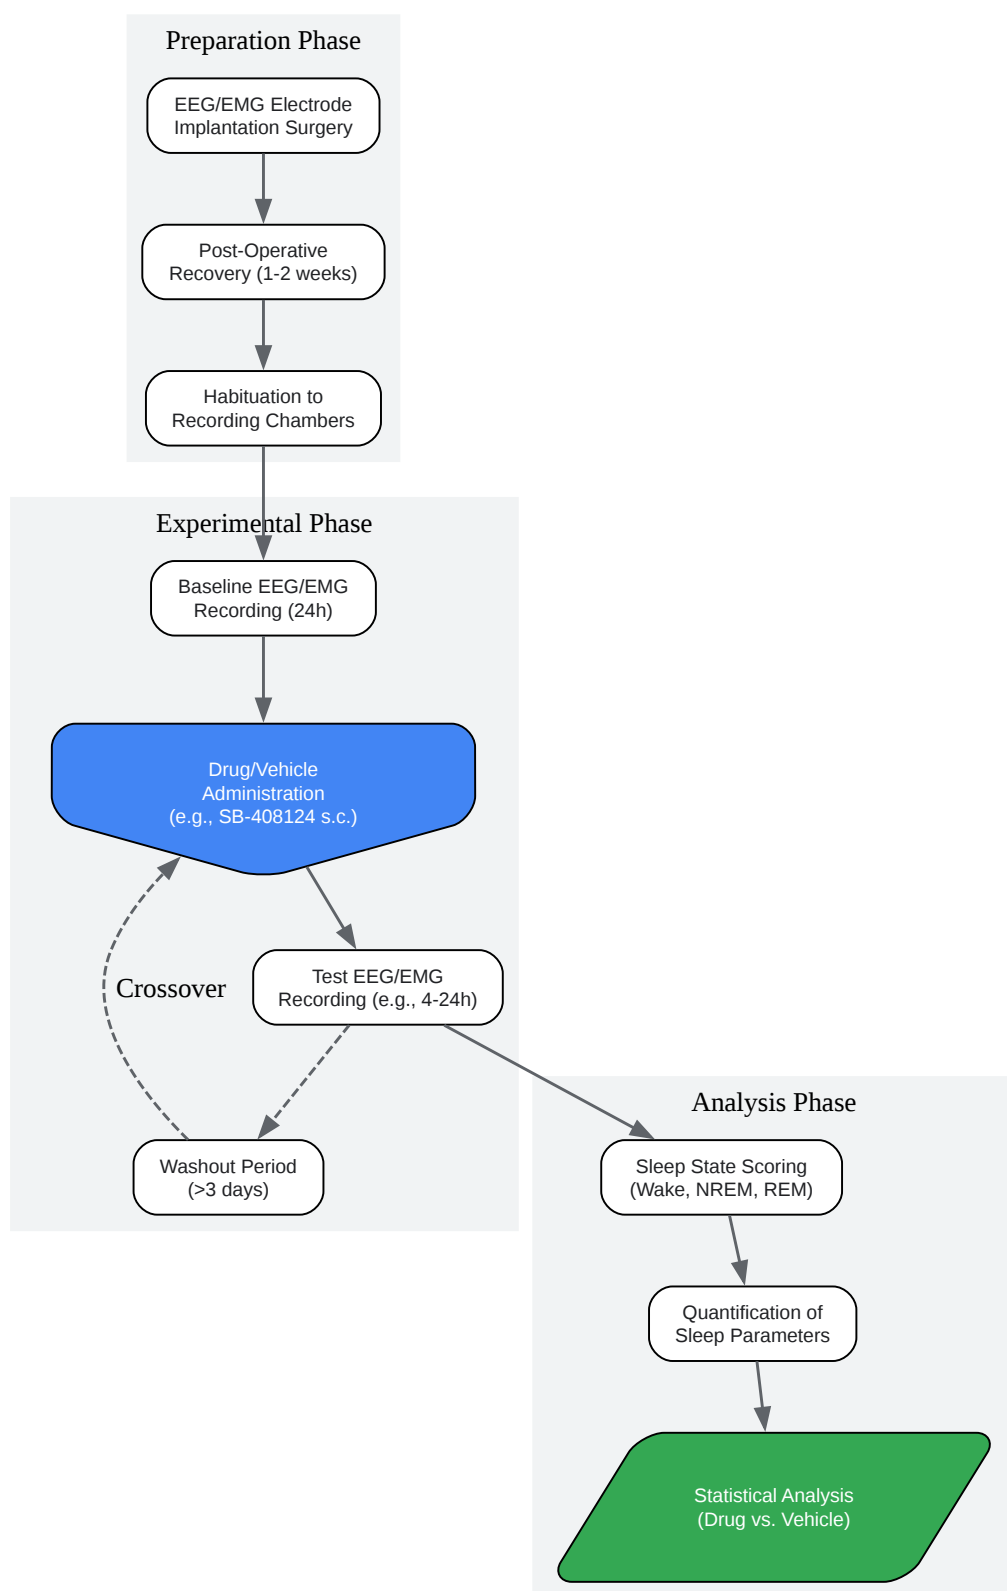 Preparation Phase
EEG/EMG Electrode
Implantation Surgery
Post-Operative
Recovery (1-2 weeks)
Habituation to
Recording Chambers
Experimental Phase
Baseline EEG/EMG
Recording (24h)
Drug/Vehicle
Administration
(e.g., SB-408124 s.c.)
Crossover
Test EEG/EMG
Recording (e.g., 4-24h)
Washout Period
(>3 days)
Analysis Phase
Sleep State Scoring
(Wake, NREM, REM)
Quantification of
Sleep Parameters
Statistical Analysis
(Drug vs. Vehicle)